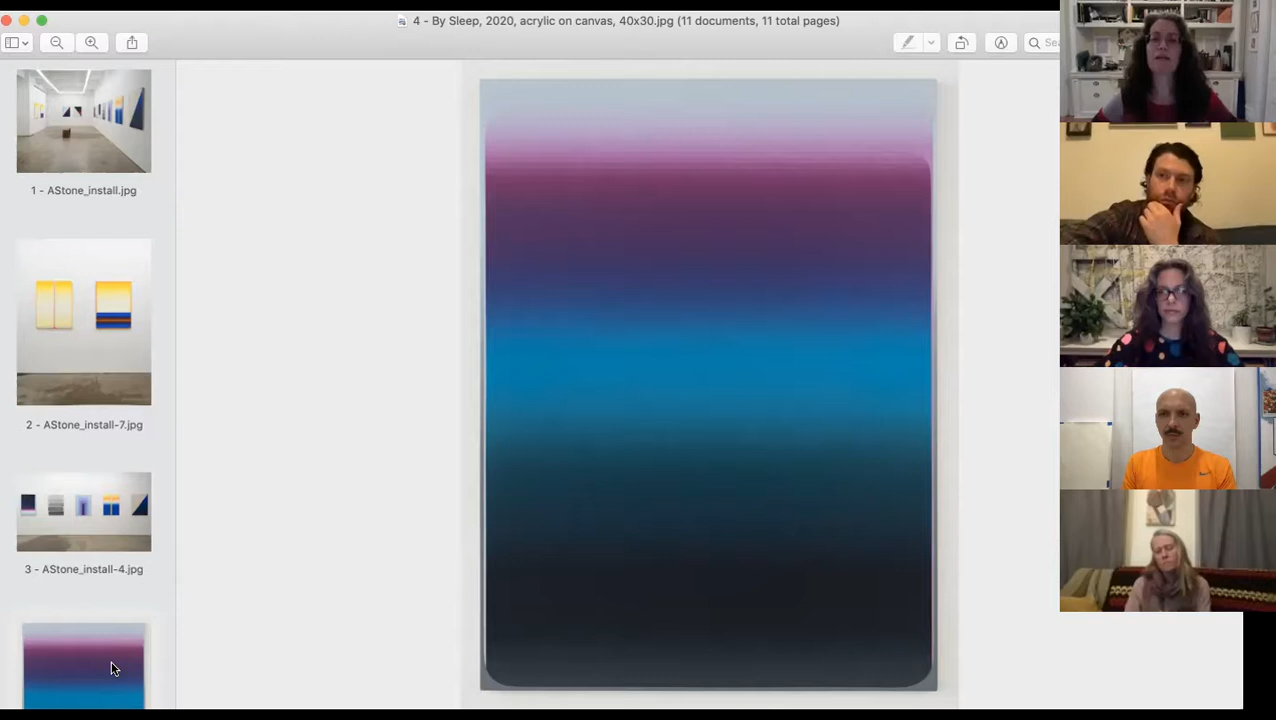 4 - By Sleep, 2020, acrylic on canvas, 40x30.jpg (11 documents, 11 total pages)
Sea
1 - AStone_install.jpg
2 - AStone_install-7.jpg
3 - AStone_install-4.jpg